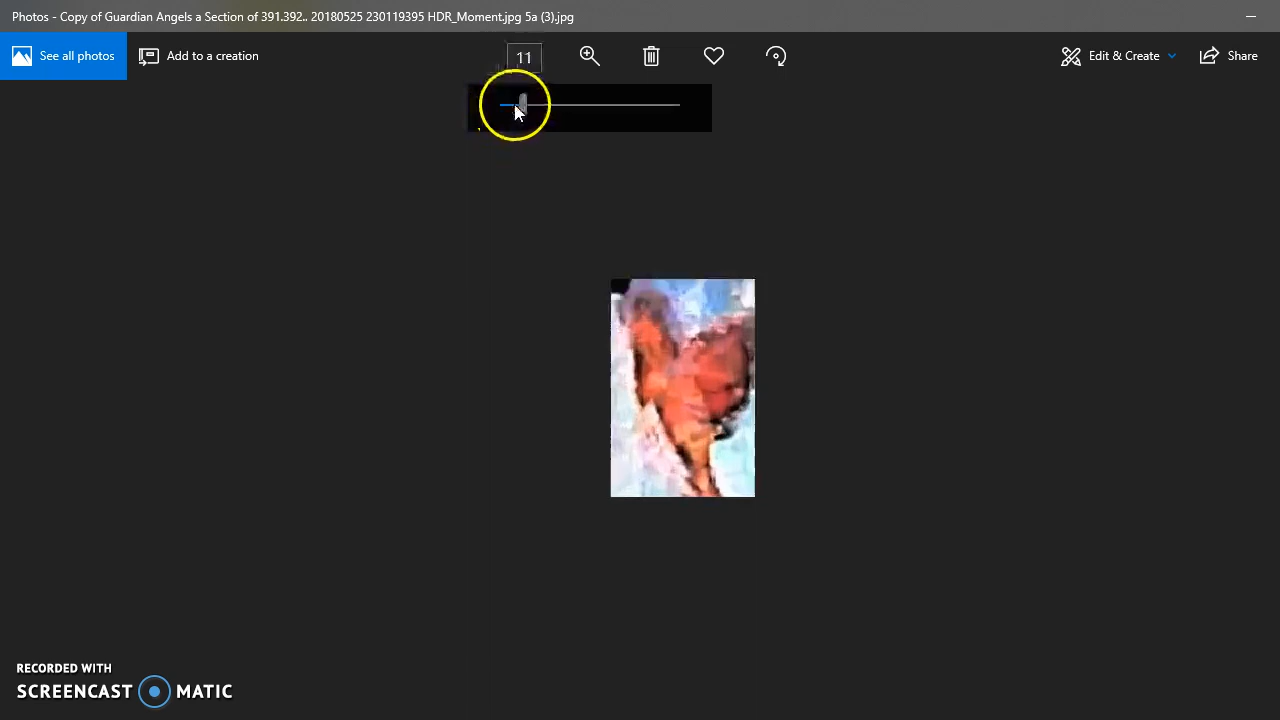 Photos - Copy of Guardian Angels a Section of 391.392.. 20180525 230119395 HDR_Moment.jpg 5a (3).jpg
See all photos
Add to a creation
11
Edit & Create
Share
RECORDED WITH
SCREENCAST MATIC